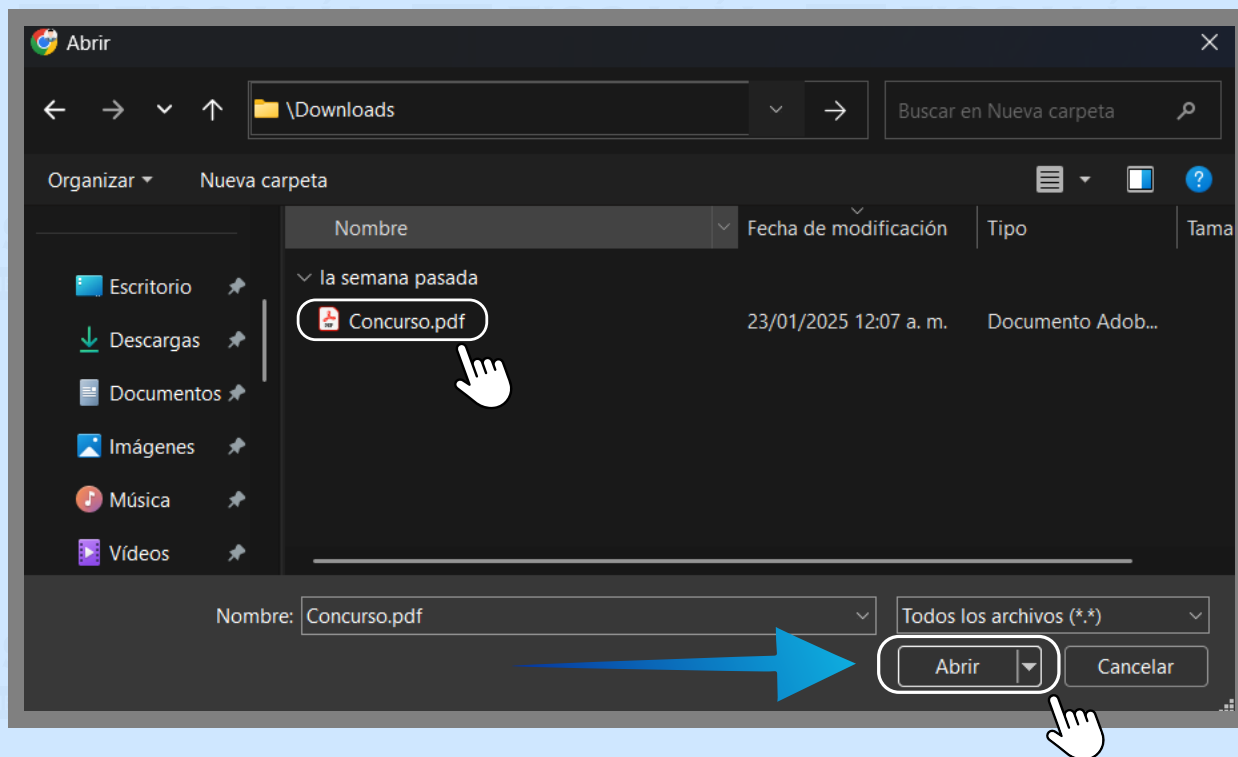 Abrir
\Downloads
Buscar en Nueva carpeta
Organizar
Nueva carpeta
Nombre
Fecha de modificación
Tipo
Tama
Escritorio
Descargas
Documentos
Imágenes
Música
Vídeos
la semana pasada
Concurso.pdf
23/01/2025 12:07 a. m.
Documento Adob...
Nombre: Concurso.pdf
Todos los archivos (*.*)
Abrir
Cancelar